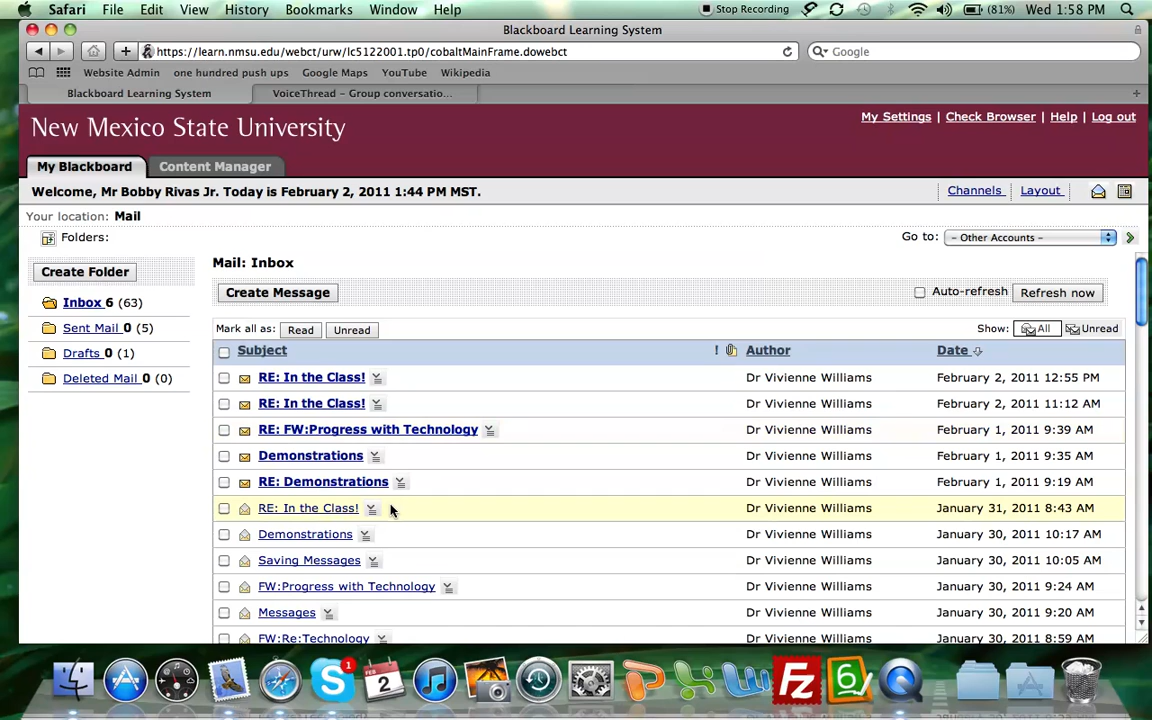 Safari File Edit View History Bookmarks Window Help Stop Recording (81%) Wed 1:58 PM
Blackboard Learning System
https://learn.nmsu.edu/webct/urw/lc5122001.tp0/cobaltMainFrame.dowebct Google
Website Admin one hundred push ups Google Maps YouTube Wikipedia
Blackboard Learning System VoiceThread – Group conversatio...
New Mexico State University My Settings | Check Browser | Help | Log out
My Blackboard Content Manager
Welcome, Mr Bobby Rivas Jr. Today is February 2, 2011 1:44 PM MST. Channels Layout
Your location: Mail
Folders: Go to: - Other Accounts -
Create Folder Mail: Inbox
Inbox 6 (63) Create Message Auto-refresh Refresh now
Sent Mail 0 (5) Mark all as: Read Unread Show: All Unread
Drafts 0 (1) Subject ! Author Date
Deleted Mail 0 (0) RE: In the Class! Dr Vivienne Williams February 2, 2011 12:55 PM
RE: In the Class! Dr Vivienne Williams February 2, 2011 11:12 AM
RE: FW:Progress with Technology Dr Vivienne Williams February 1, 2011 9:39 AM
Demonstrations Dr Vivienne Williams February 1, 2011 9:35 AM
RE: Demonstrations Dr Vivienne Williams February 1, 2011 9:19 AM
RE: In the Class! Dr Vivienne Williams January 31, 2011 8:43 AM
Demonstrations Dr Vivienne Williams January 30, 2011 10:17 AM
Saving Messages Dr Vivienne Williams January 30, 2011 10:05 AM
FW:Progress with Technology Dr Vivienne Williams January 30, 2011 9:24 AM
Messages Dr Vivienne Williams January 30, 2011 9:20 AM
FW:Re:Technology Dr Vivienne Williams January 30, 2011 8:59 AM
1
2
6